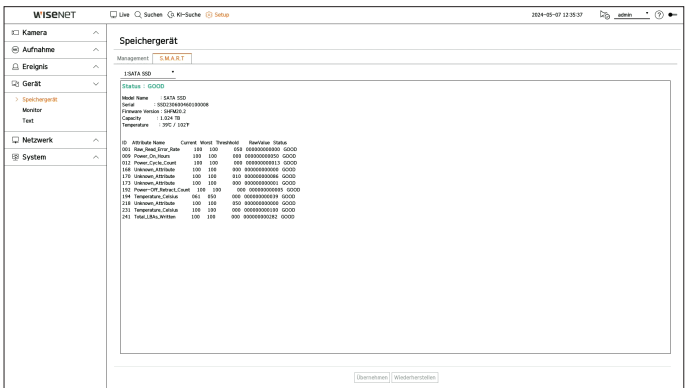 WISENET
Live Suchen KI-Suche Setup
2024-05-07 12:35:37 admin
Kamera
Aufnahme
Ereignis
Gerät
Speichergerät
Monitor
Text
Netzwerk
System
Speichergerät
Management S.M.A.R.T
1:SATA SSD
Status : GOOD
Model Name : SATA SSD
Serial : SSD230600460100008
Firmware Version : SHFM20.2
Capacity : 1.024 TB
Temperature : 39℃ / 102℉
ID Attribute Name Current Worst Threshold RawValue Status
001 Raw_Read_Error_Rate 100 100 050 000000000000 GOOD
009 Power_On_Hours 100 100 000 000000000050 GOOD
012 Power_Cycle_Count 100 100 000 000000000013 GOOD
168 Unknown_Attribute 100 100 000 000000000000 GOOD
170 Unknown_Attribute 100 100 010 000000000086 GOOD
173 Unknown_Attribute 100 100 000 000000000001 GOOD
192 Power-Off_Retract_Count 100 100 000 000000000005 GOOD
194 Temperature_Celsius 061 050 000 000000000039 GOOD
218 Unknown_Attribute 100 100 050 000000000000 GOOD
231 Temperature_Celsius 100 100 000 000000000100 GOOD
241 Total_LBAs_Written 100 100 000 000000000282 GOOD
Übernehmen Wiederherstellen